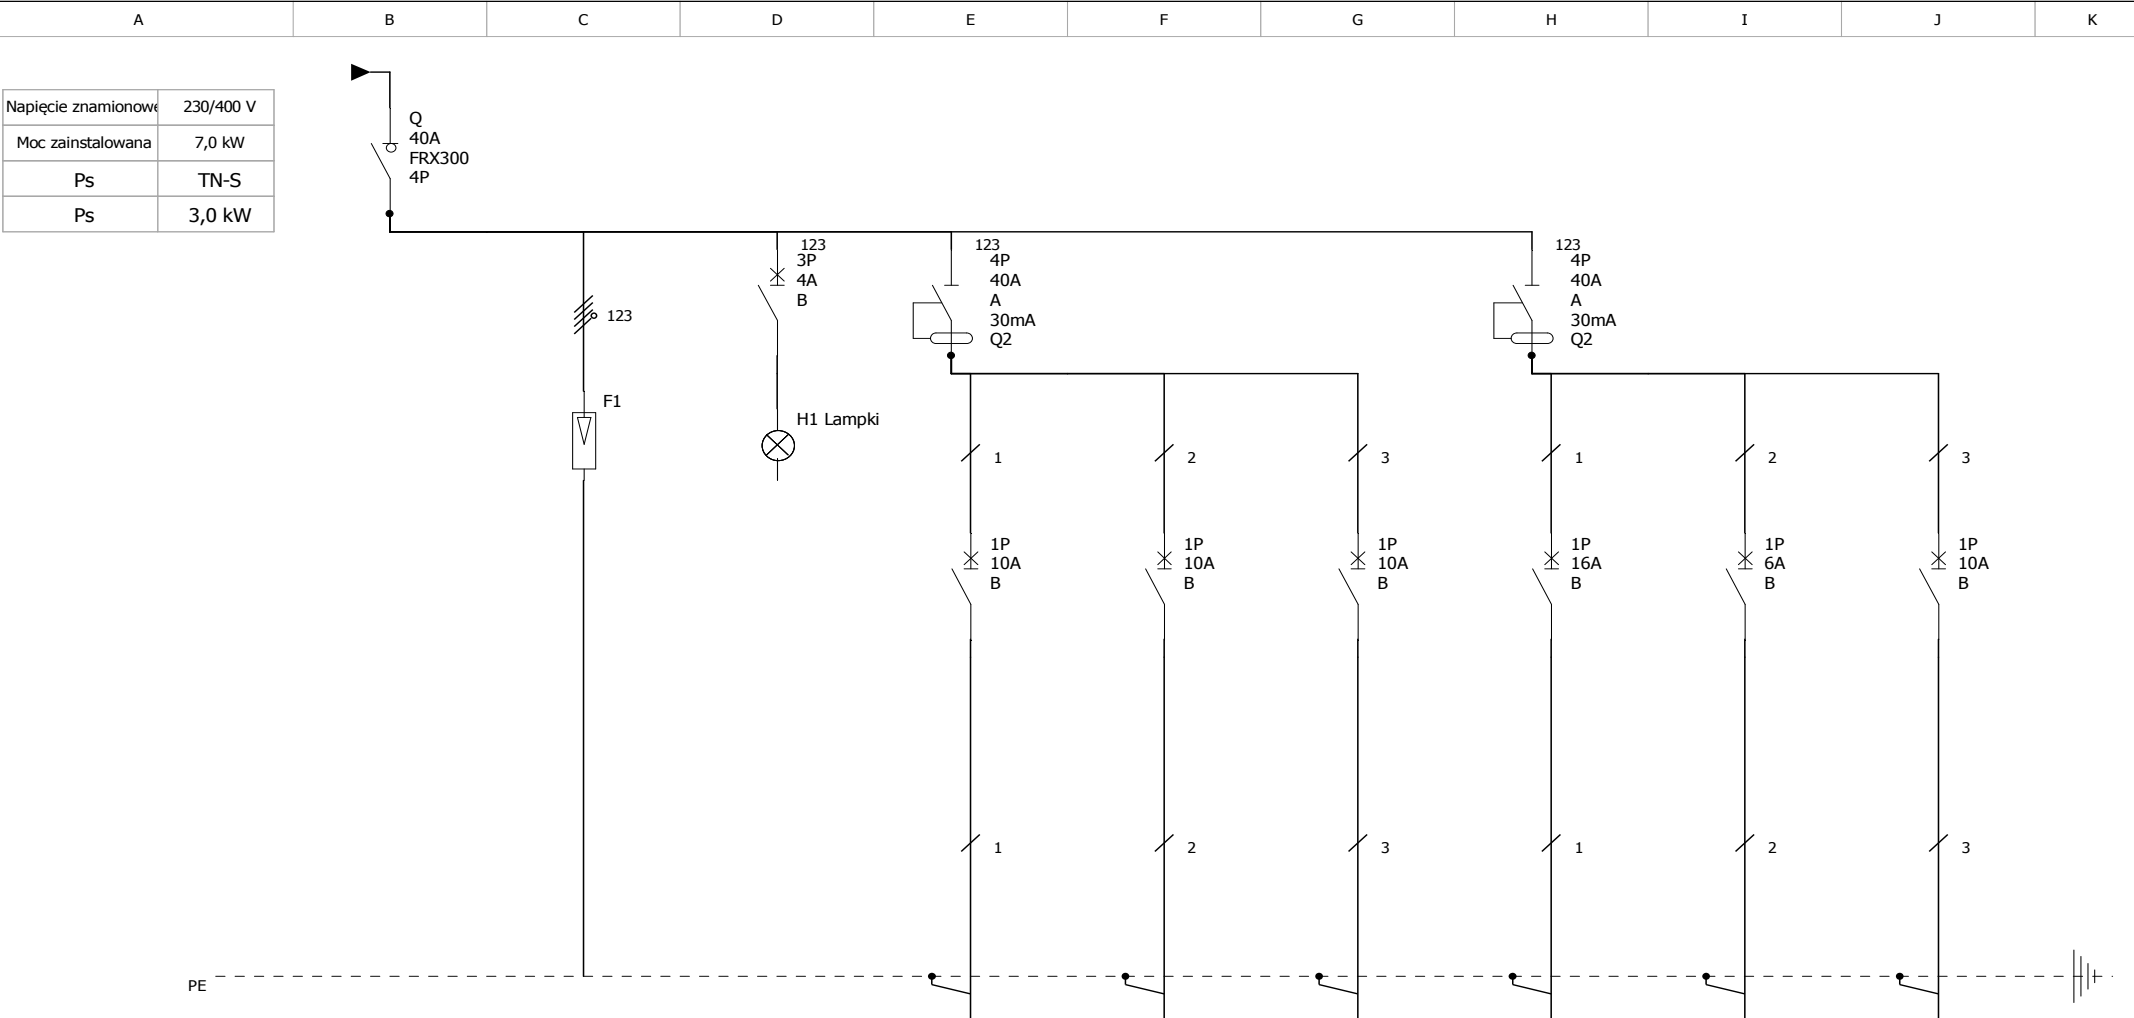 A B C D E F G H I J K
Napięcie znamionowe 230/400 V
Moc zainstalowana 7,0 kW
Ps TN-S
Ps 3,0 kW
Q
40A
FRX300
4P
123
F1
123
3P
4A
B
H1 Lampki
123
4P
40A
A
30mA
Q2
123
4P
40A
A
30mA
Q2
1 2 3 1 2 3
1P
10A
B
1P
10A
B
1P
10A
B
1P
16A
B
1P
6A
B
1P
10A
B
1 2 3 1 2 3
PE